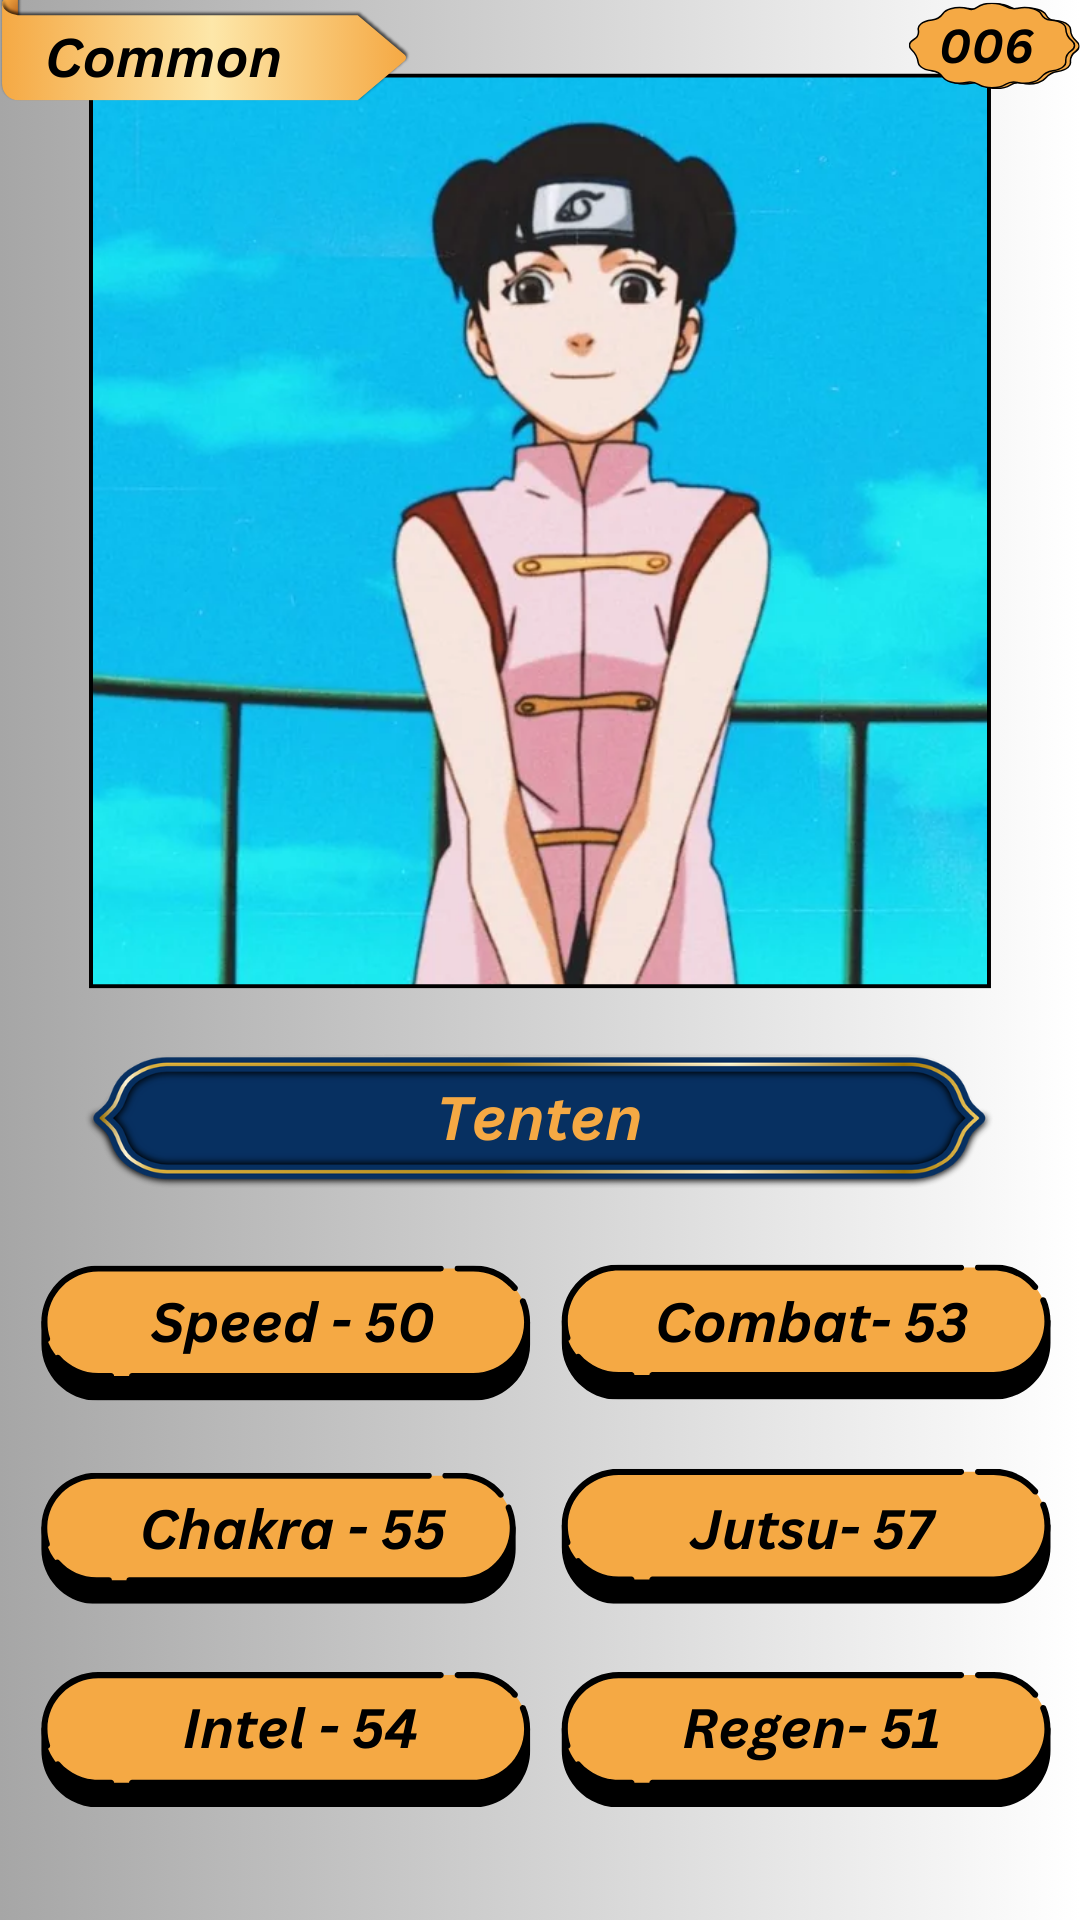 Common
006
Tenten
Speed - 50
Combat- 53
Chakra - 55
Jutsu- 57
Intel - 54
Regen- 51